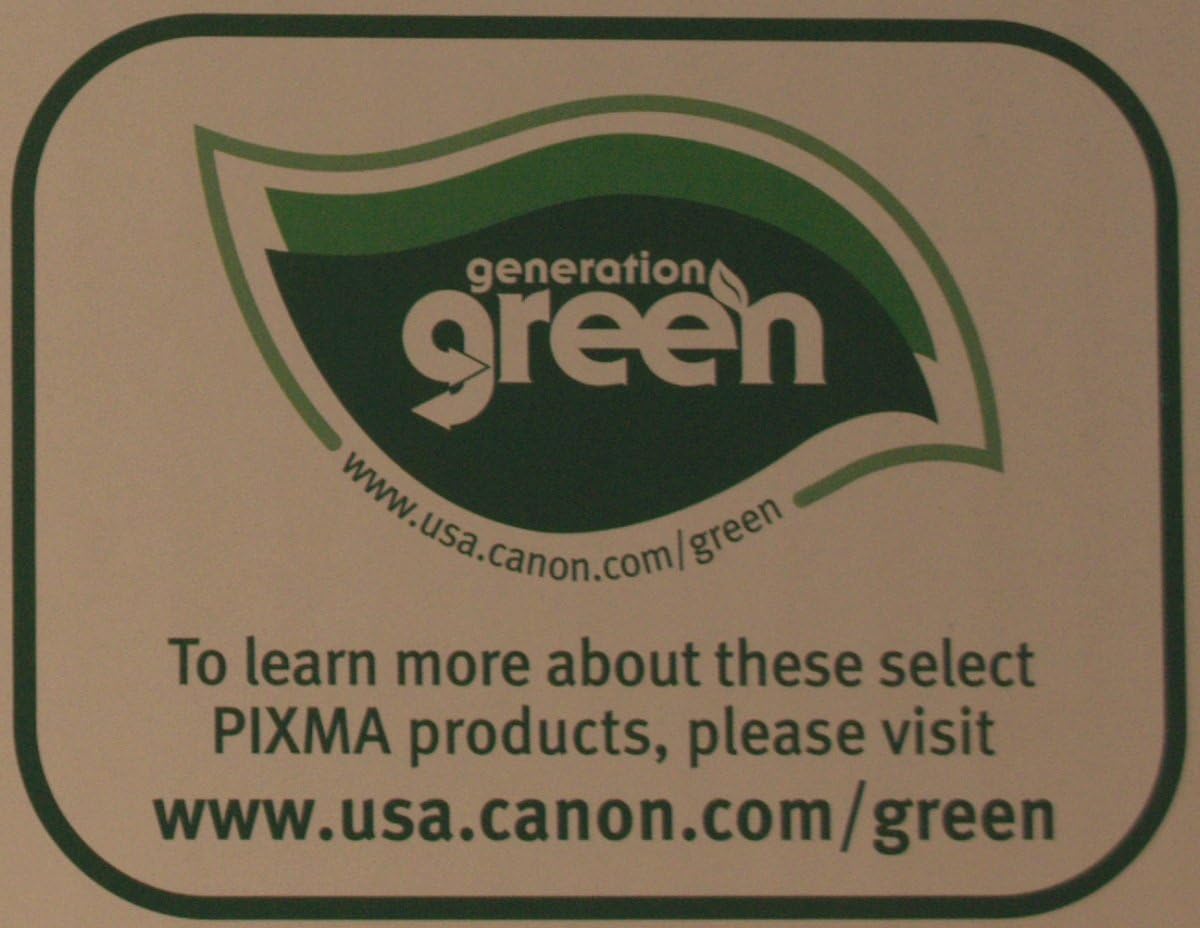 generation
green
www.usa.canon.com/green
To learn more about these select
PIXMA products, please visit
www.usa.canon.com/green